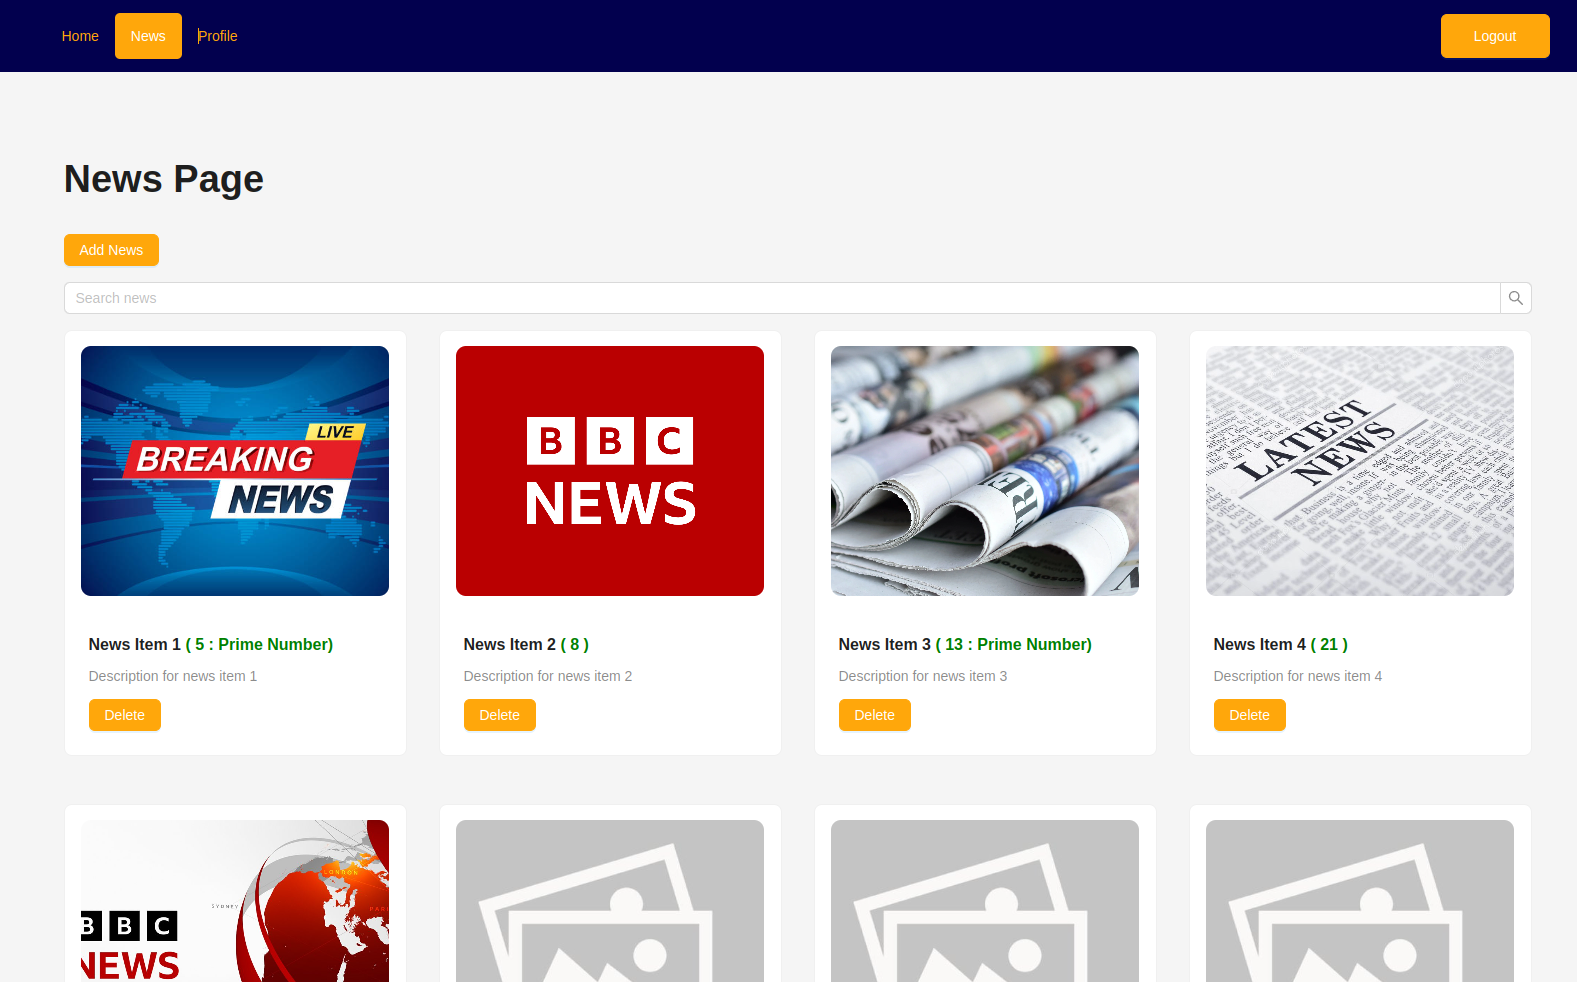 Home News Profile Logout
News Page
Add News
Search news
LIVE
BREAKING
NEWS
BBC
NEWS
LATEST
NEWS
News Item 1 ( 5 : Prime Number)
Description for news item 1
Delete
News Item 2 ( 8 )
Description for news item 2
Delete
News Item 3 ( 13 : Prime Number)
Description for news item 3
Delete
News Item 4 ( 21 )
Description for news item 4
Delete
LONDON
SYDNEY
BBC
NEWS